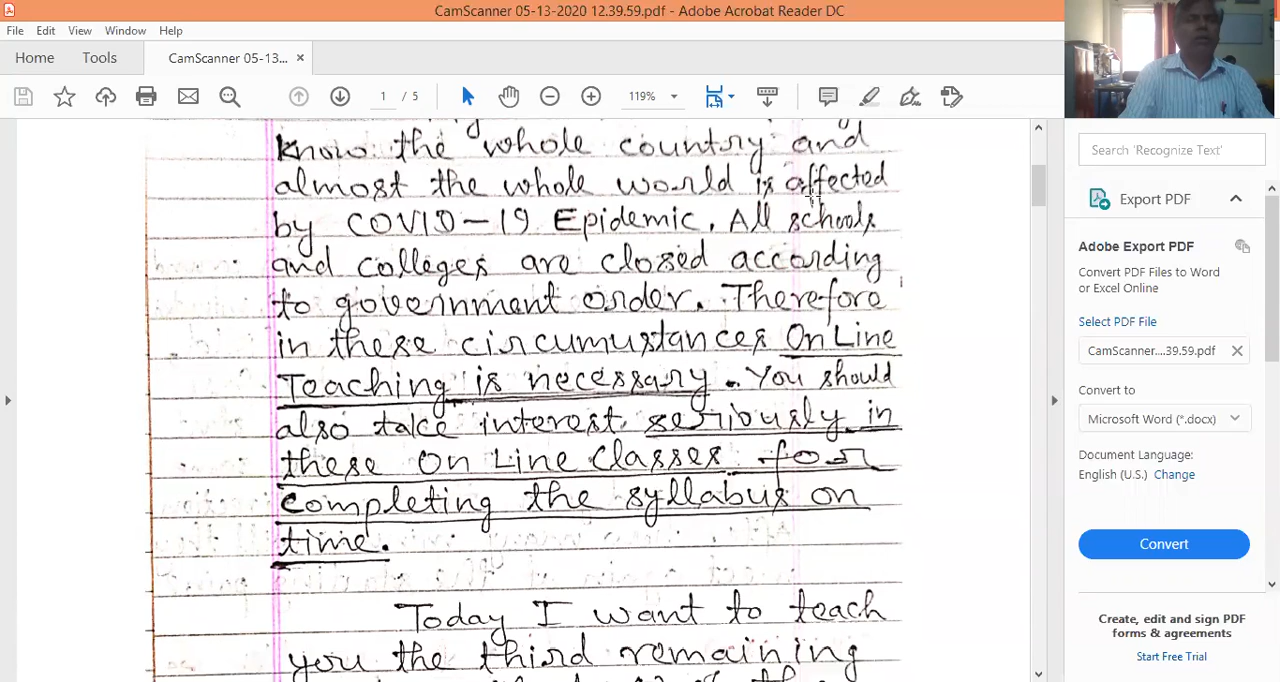 CamScanner 05-13-2020 12.39.59.pdf - Adobe Acrobat Reader DC
File Edit View Window Help
Home Tools CamScanner 05-13... ×
1 / 5 119%
know the whole country and
almost the whole world is affected
by COVID-19 Epidemic. All schools
and colleges are closed according
to government order. Therefore
in these circumustances On Line
Teaching is necessary. You should
also take interest seriously in
these On Line Classes for
completing the syllabus on
time.
Today I want to teach
you the third remaining
Search 'Recognize Text'
Export PDF
Adobe Export PDF
Convert PDF Files to Word
or Excel Online
Select PDF File
CamScanner....39.59.pdf
Convert to
Microsoft Word (*.docx)
Document Language:
English (U.S.) Change
Convert
Create, edit and sign PDF
forms & agreements
Start Free Trial